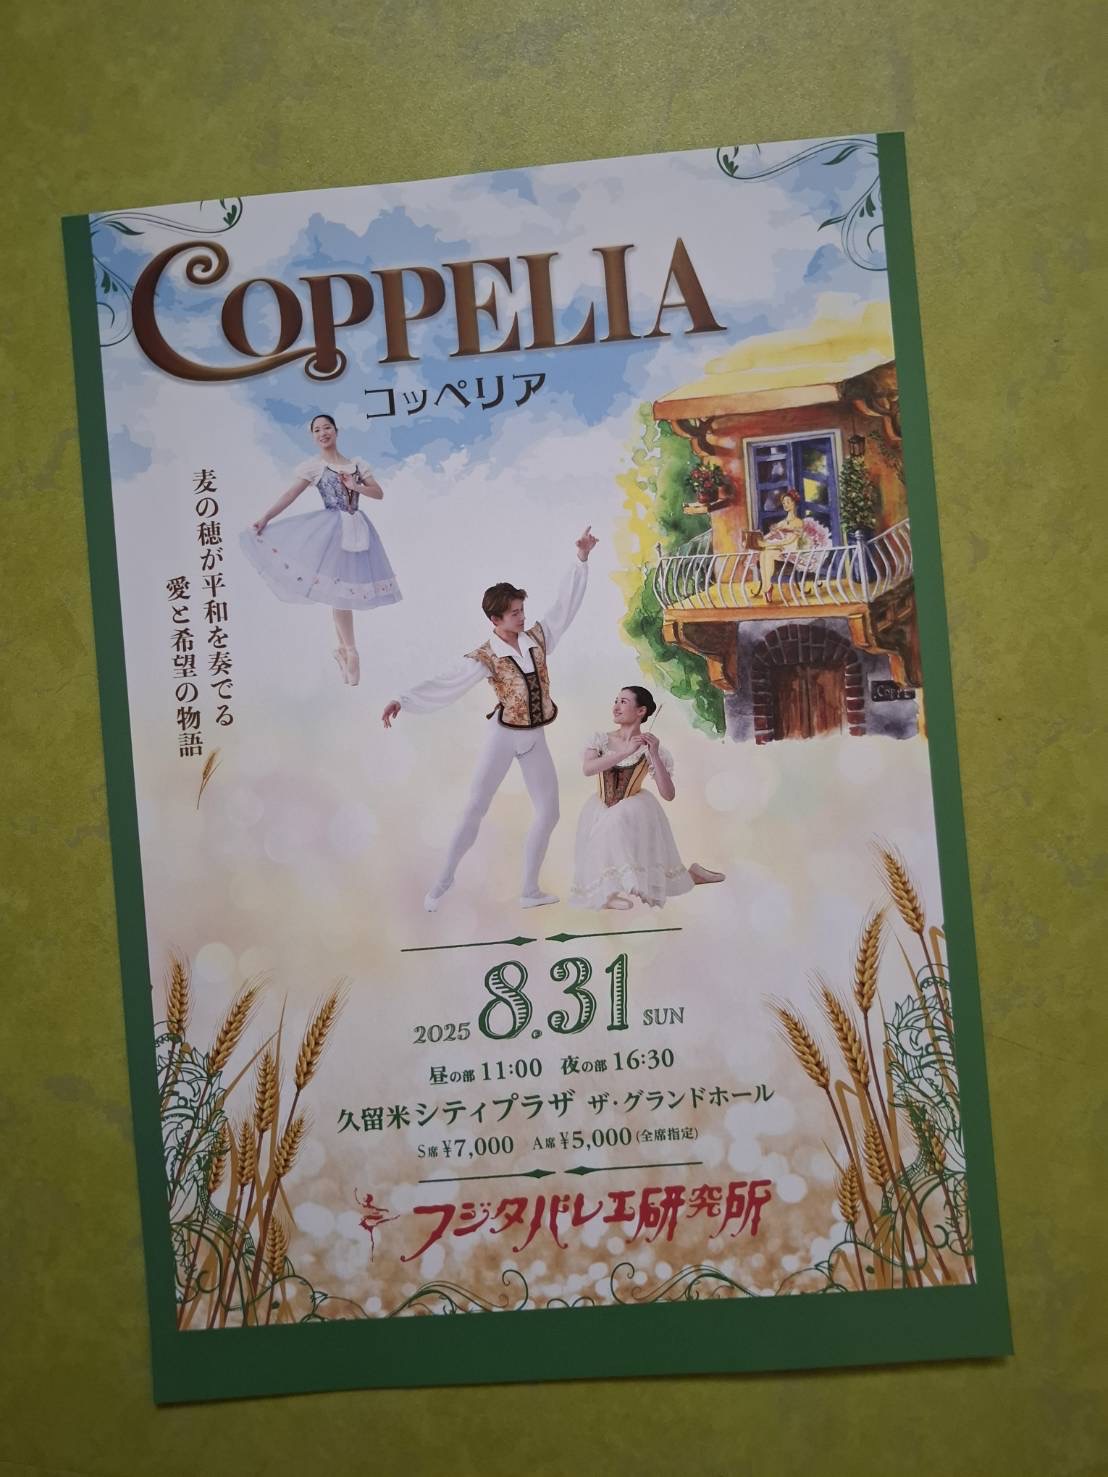 COPPELIA
コッペリア
麦の穂が平和を奏でる
愛と希望の物語
2025 8.31 SUN
昼の部 11:00 夜の部 16:30
久留米シティプラザ ザ・グランドホール
S席 ¥7,000 A席 ¥5,000 (全席指定)
フジタバレエ研究所